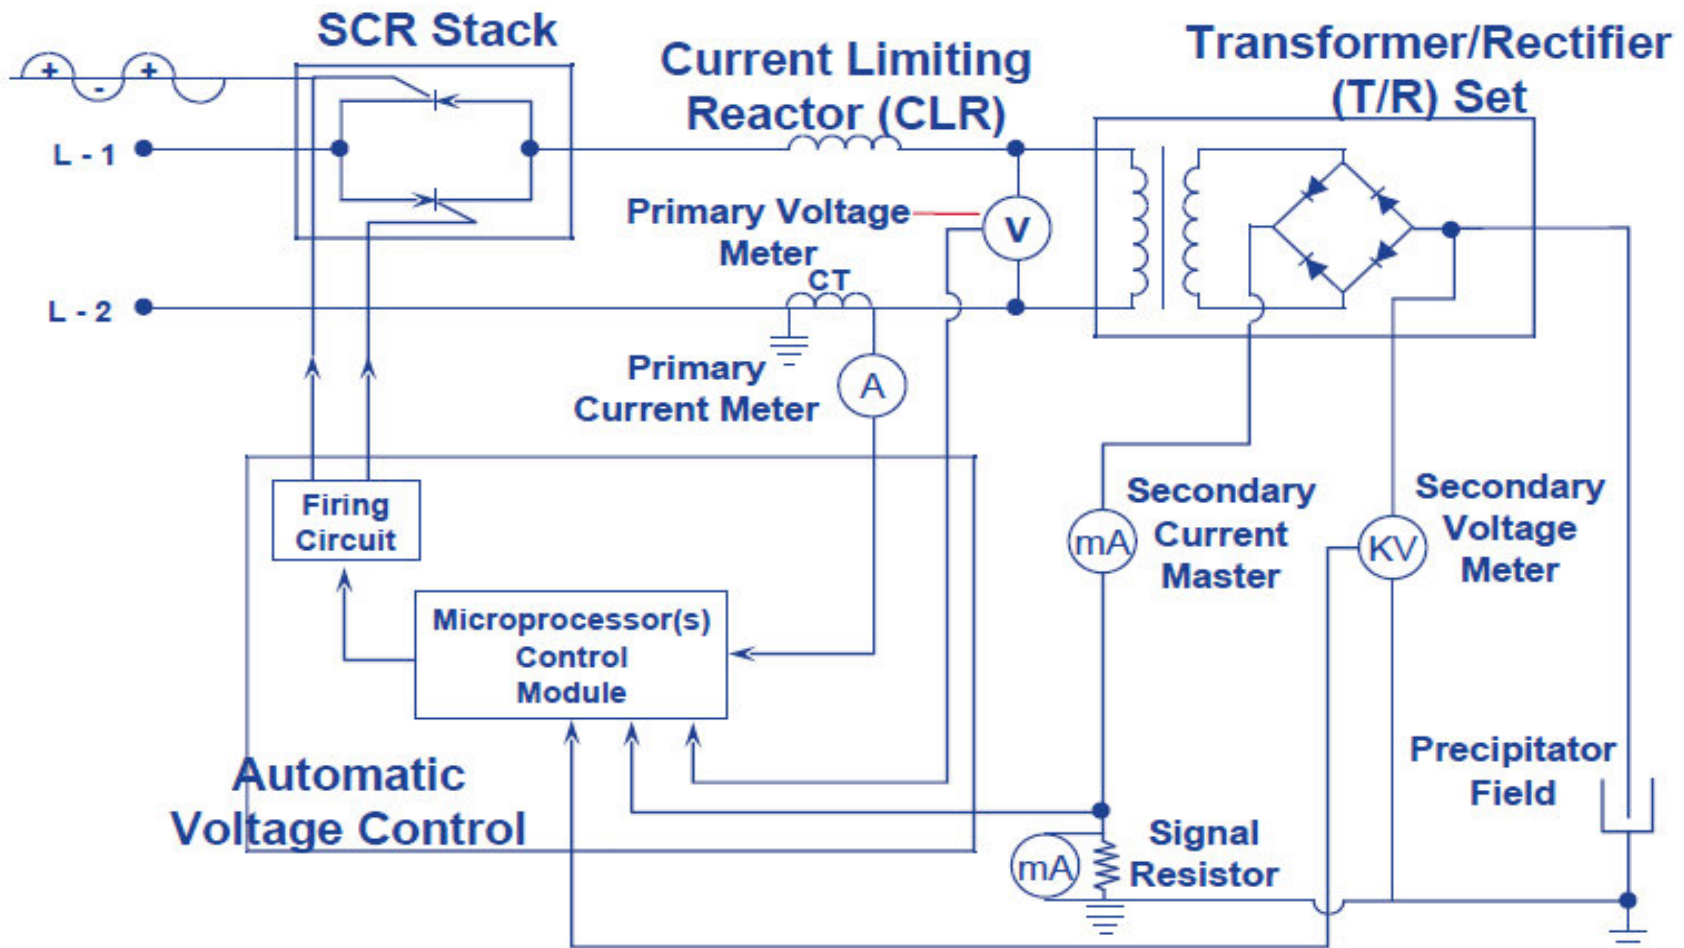 SCR Stack
+
-
+
Current Limiting
Reactor (CLR)
Transformer/Rectifier
(T/R) Set
L - 1
Primary Voltage
Meter
V
CT
L - 2
Primary
Current Meter
A
Firing
Circuit
Microprocessor(s)
Control
Module
Automatic
Voltage Control
Secondary
Current
Master
mA
Secondary
Voltage
Meter
KV
Precipitator
Field
mA
Signal
Resistor